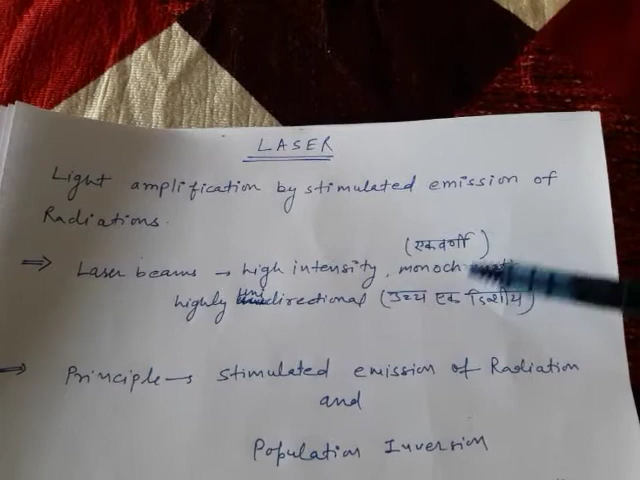 LASER
Light amplification by stimulated emission of
Radiations.
(एकवर्णी)
⇒ Laser beams → high intensity,
highly unidirectional (उच्च एक दिशीय)
⇒ Principle → stimulated emission of Radiation
and
Population Inversion